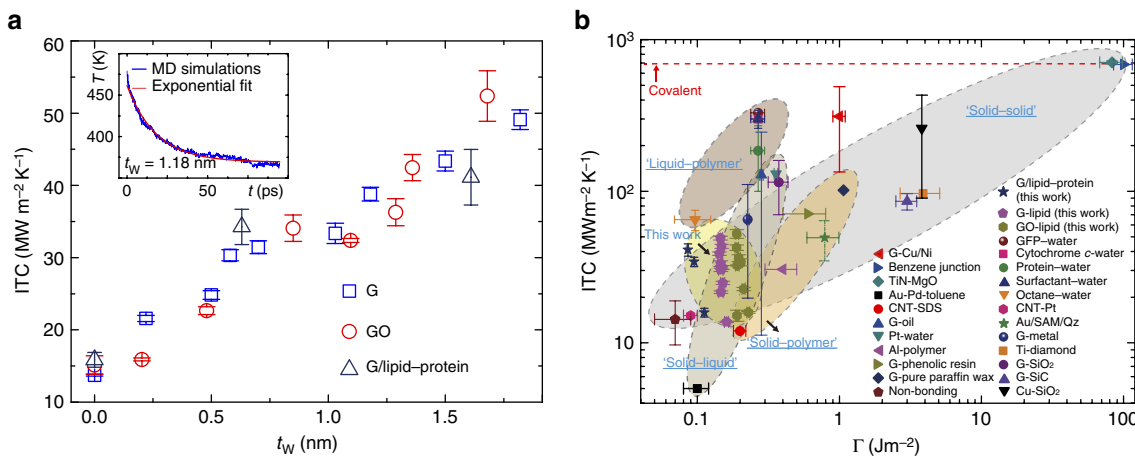 a
60
50
40
30
20
10
ITC (MW m−2 K−1)
0.0
0.5
1.0
1.5
tW (nm)
T (K)
450
375
0
50
t (ps)
MD simulations
Exponential fit
tW = 1.18 nm
G
GO
G/lipid–protein
b
103
102
101
ITC (MWm−2 K−1)
0.1
1
10
100
Γ (Jm−2)
Covalent
'Solid–solid'
'Liquid–polymer'
This work
'Solid–polymer'
'Solid–liquid'
G-Cu/Ni
Benzene junction
TiN-MgO
Au-Pd-toluene
CNT-SDS
G-oil
Pt-water
Al-polymer
G-phenolic resin
G-pure paraffin wax
Non-bonding
G/lipid–protein
(this work)
G-lipid (this work)
GO-lipid (this work)
GFP–water
Cytochrome c-water
Protein–water
Surfactant–water
Octane–water
CNT-Pt
Au/SAM/Qz
G-metal
Ti-diamond
G-SiO2
G-SiC
Cu-SiO2